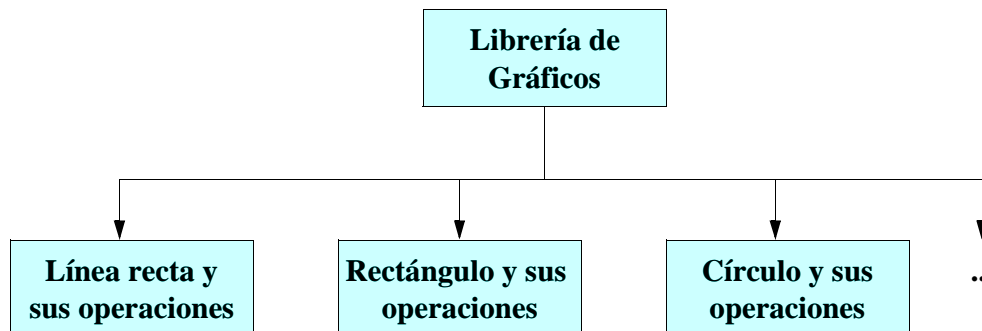 Librería de
Gráficos
Línea recta y
sus operaciones
Rectángulo y sus
operaciones
Círculo y sus
operaciones
..